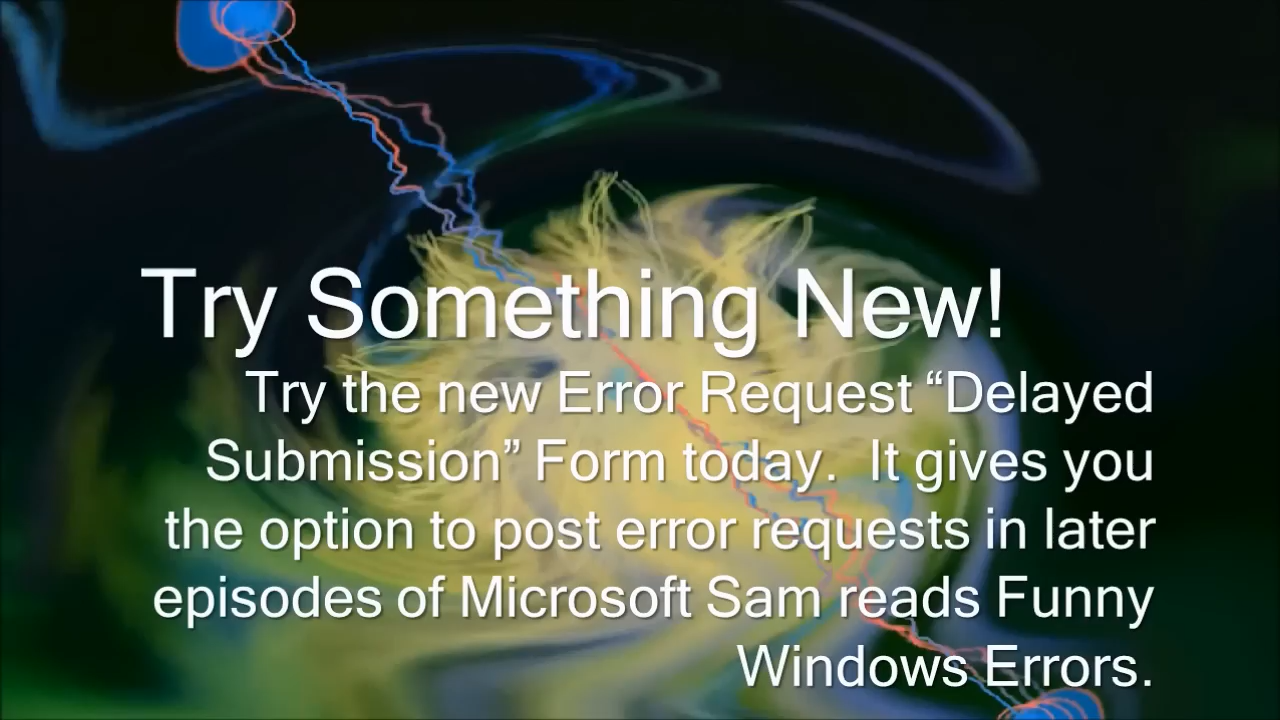 Try Something New!
Try the new Error Request “Delayed
Submission” Form today.  It gives you
the option to post error requests in later
episodes of Microsoft Sam reads Funny
Windows Errors.